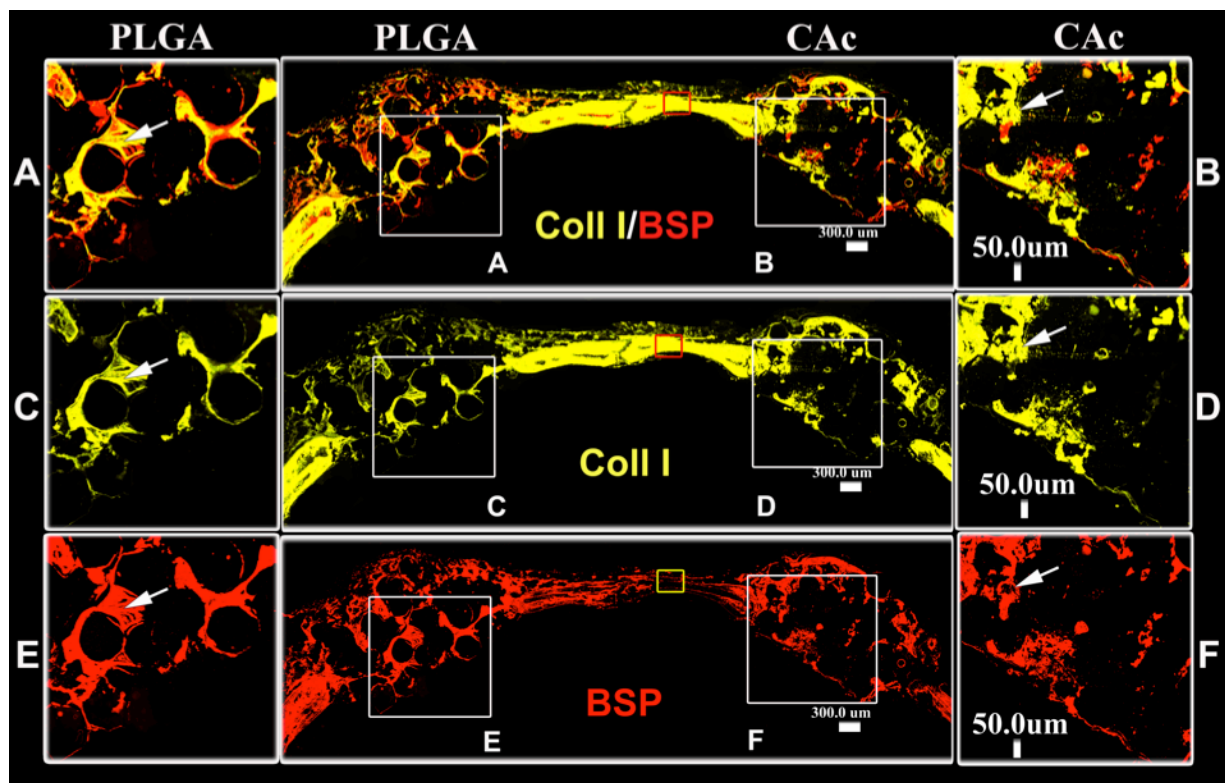 PLGA PLGA CAc CAc
A B
Coll I/BSP
300.0 um
A B
50.0um
C D
Coll I
300.0 um
C D
50.0um
E F
BSP
300.0 um
E F
50.0um